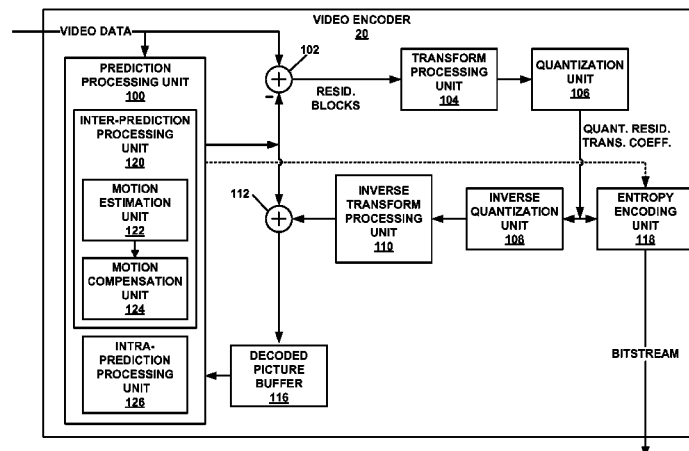 VIDEO ENCODER
20
VIDEO DATA
102
PREDICTION
PROCESSING UNIT
100
TRANSFORM
PROCESSING
UNIT
104
QUANTIZATION
UNIT
106
RESID.
BLOCKS
INTER-PREDICTION
PROCESSING
UNIT
120
QUANT. RESID.
TRANS. COEFF.
MOTION
ESTIMATION
UNIT
122
112
INVERSE
TRANSFORM
PROCESSING
UNIT
110
INVERSE
QUANTIZATION
UNIT
108
ENTROPY
ENCODING
UNIT
118
MOTION
COMPENSATION
UNIT
124
INTRA-
PREDICTION
PROCESSING
UNIT
126
DECODED
PICTURE
BUFFER
116
BITSTREAM